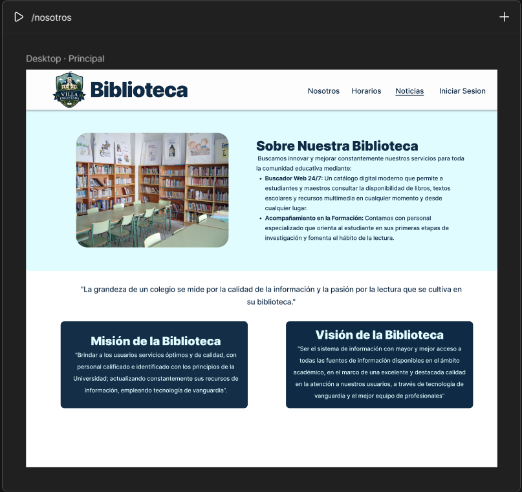 /nosotros
Desktop · Principal
VILLA
Biblioteca
Nosotros
Horarios
Noticias
Iniciar Sesion
Sobre Nuestra Biblioteca
Buscamos innovar y mejorar constantemente nuestros servicios para toda
la comunidad educativa mediante:
• Buscador Web 24/7: Un catálogo digital moderno que permite a
estudiantes y maestros consultar la disponibilidad de libros, textos
escolares y recursos multimedia en cualquier momento y desde
cualquier lugar.
• Acompañamiento en la Formación: Contamos con personal
especializado que orienta al estudiante en sus primeras etapas de
investigación y fomenta el hábito de la lectura.
"La grandeza de un colegio se mide por la calidad de la información y la pasión por la lectura que se cultiva en
su biblioteca."
Misión de la Biblioteca
"Brindar a los usuarios servicios óptimos y de calidad, con
personal calificado e identificado con los principios de la
Universidad; actualizando constantemente sus recursos de
información, empleando tecnología de vanguardia".
Visión de la Biblioteca
"Ser el sistema de información con mayor y mejor acceso a
todas las fuentes de información disponibles en el ámbito
académico, en el marco de una excelente y destacada calidad
en la atención a nuestros usuarios, a través de tecnología de
vanguardia y el mejor equipo de profesionales"